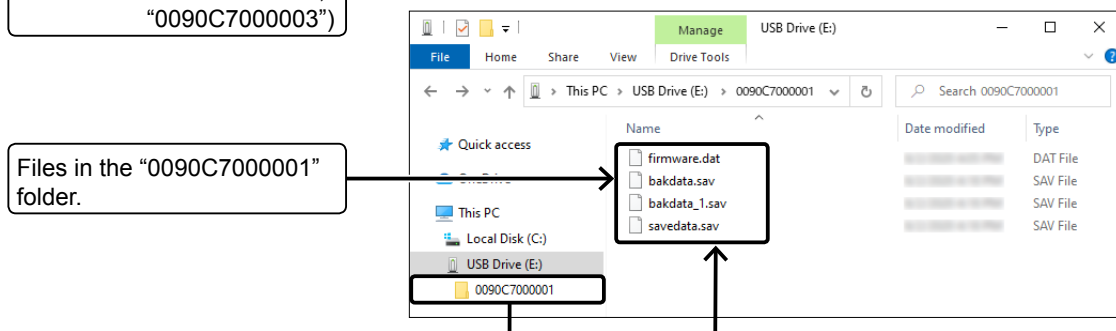 “0090C7000003”)
Manage
USB Drive (E:)
File
Home
Share
View
Drive Tools
This PC > USB Drive (E:) > 0090C7000001
Search 0090C7000001
Name
Date modified
Type
Quick access
Files in the “0090C7000001”
folder.
firmware.dat
DAT File
bakdata.sav
SAV File
This PC
bakdata_1.sav
SAV File
Local Disk (C:)
savedata.sav
SAV File
USB Drive (E:)
0090C7000001